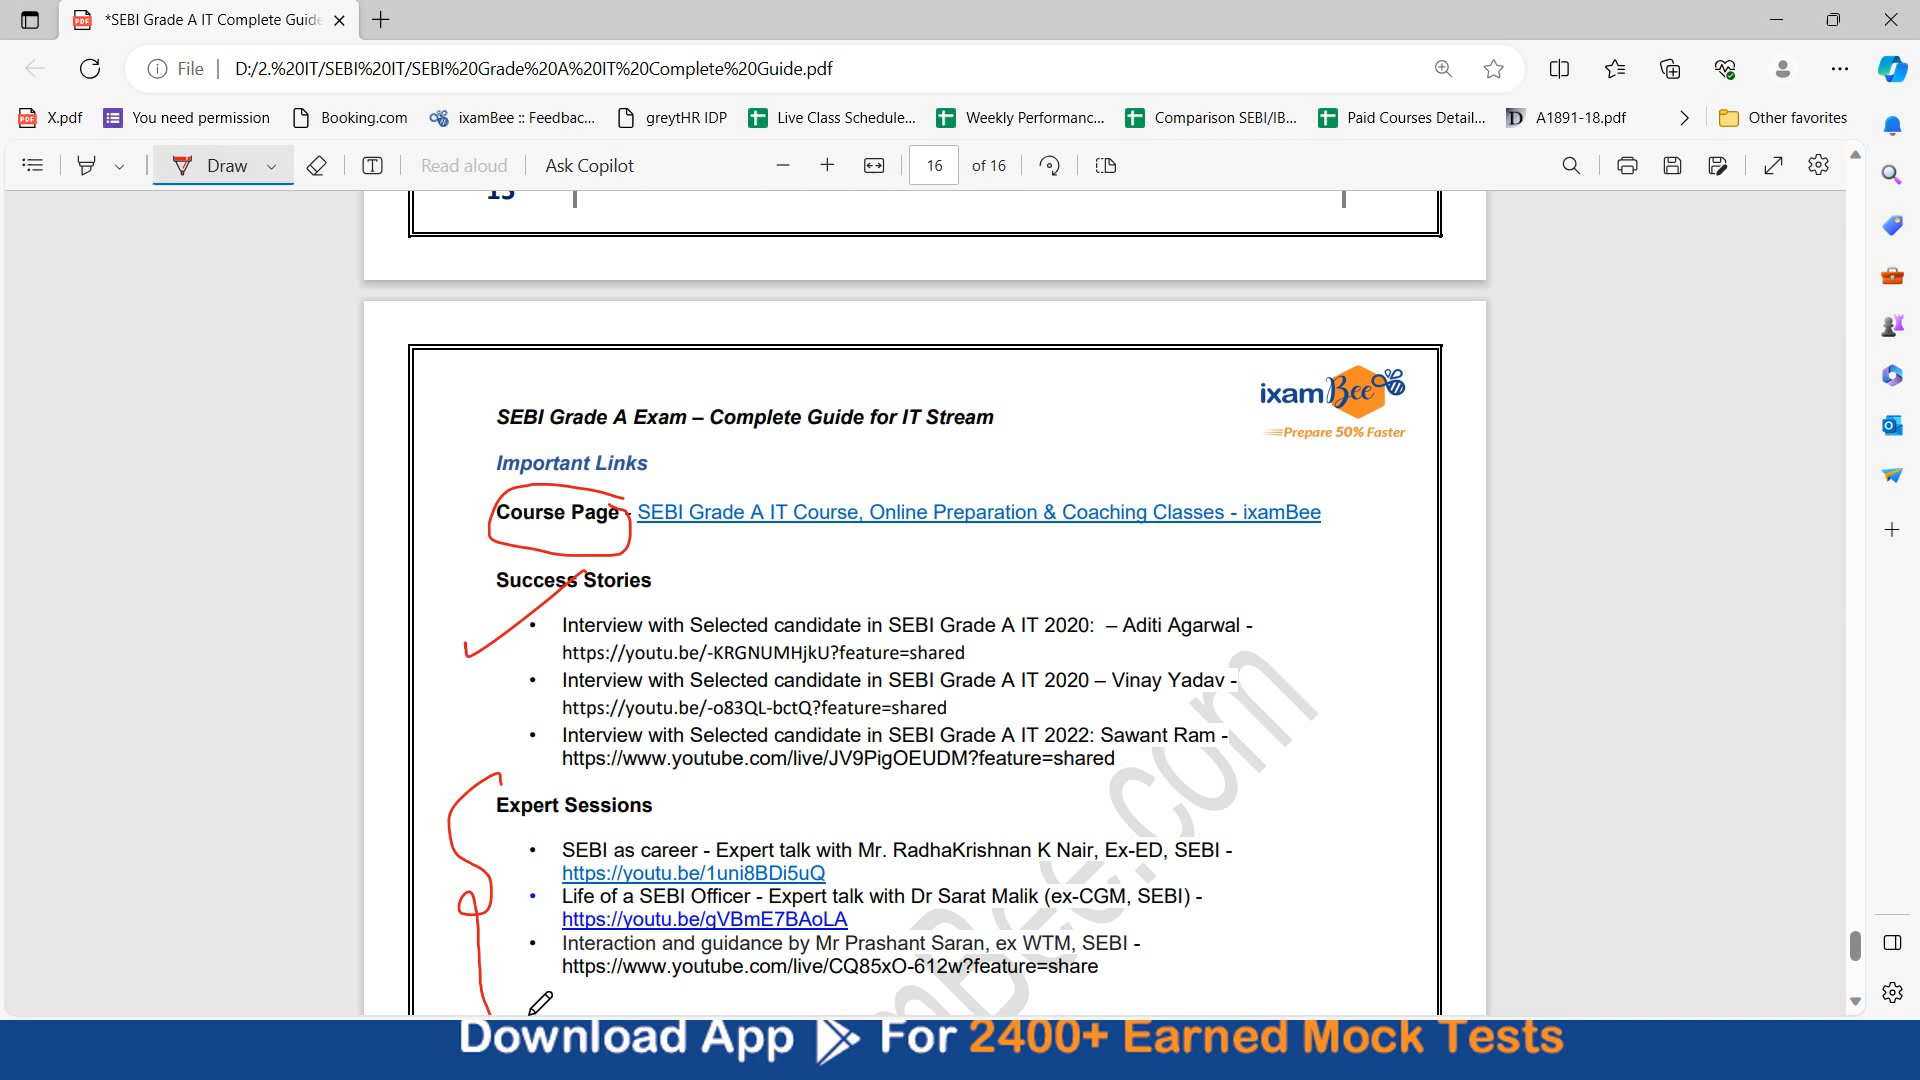 *SEBI Grade A IT Complete Guide
File
D:/2.%20IT/SEBI%20IT/SEBI%20Grade%20A%20IT%20Complete%20Guide.pdf
X.pdf
You need permission
Booking.com
ixamBee :: Feedbac...
greytHR IDP
Live Class Schedule...
Weekly Performanc...
Comparison SEBI/IB...
Paid Courses Detail...
A1891-18.pdf
Other favorites
Draw
Read aloud
Ask Copilot
16 of 16
15
SEBI Grade A Exam – Complete Guide for IT Stream
ixamBee
Prepare 50% Faster
Important Links
Course Page - SEBI Grade A IT Course, Online Preparation & Coaching Classes - ixamBee
Success Stories
• Interview with Selected candidate in SEBI Grade A IT 2020: – Aditi Agarwal -
https://youtu.be/-KRGNUMHjkU?feature=shared
• Interview with Selected candidate in SEBI Grade A IT 2020 – Vinay Yadav -
https://youtu.be/-o83QL-bctQ?feature=shared
• Interview with Selected candidate in SEBI Grade A IT 2022: Sawant Ram -
https://www.youtube.com/live/JV9PigOEUDM?feature=shared
Expert Sessions
• SEBI as career - Expert talk with Mr. RadhaKrishnan K Nair, Ex-ED, SEBI -
https://youtu.be/1uni8BDi5uQ
• Life of a SEBI Officer - Expert talk with Dr Sarat Malik (ex-CGM, SEBI) -
https://youtu.be/gVBmE7BAoLA
• Interaction and guidance by Mr Prashant Saran, ex WTM, SEBI -
https://www.youtube.com/live/CQ85xO-612w?feature=share
Download App For 2400+ Earned Mock Tests